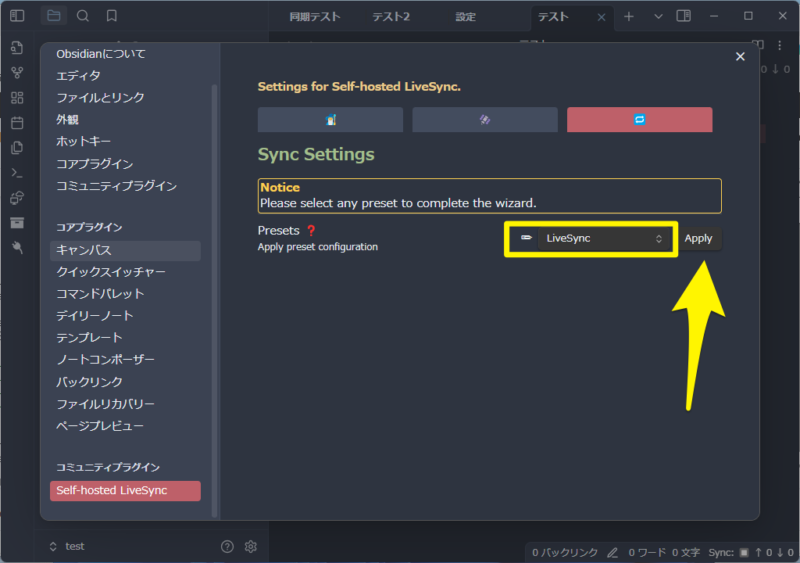 同期テスト
テスト2
設定
テスト
Obsidianについて
エディタ
ファイルとリンク
外観
ホットキー
コアプラグイン
コミュニティプラグイン
コアプラグイン
キャンバス
クイックスイッチャー
コマンドパレット
デイリーノート
テンプレート
ノートコンポーザー
バックリンク
ファイルリカバリー
ページプレビュー
コミュニティプラグイン
Self-hosted LiveSync
Settings for Self-hosted LiveSync.
Sync Settings
Notice
Please select any preset to complete the wizard.
Presets ❓
Apply preset configuration
LiveSync
Apply
test
0 バックリンク
0 ワード 0 文字
Sync: ↑ 0 ↓ 0